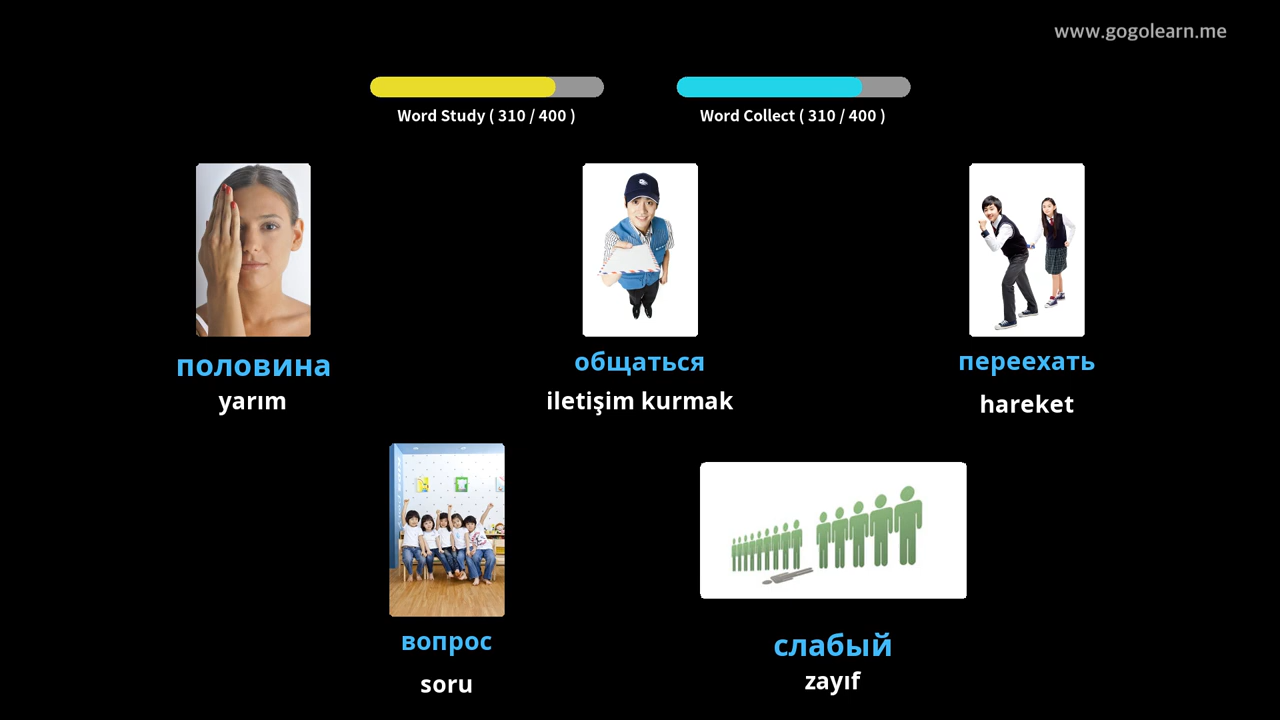 www.gogolearn.me
Word Study ( 310 / 400 )
Word Collect ( 310 / 400 )
половина
yarım
общаться
iletişim kurmak
переехать
hareket
вопрос
soru
слабый
zayıf